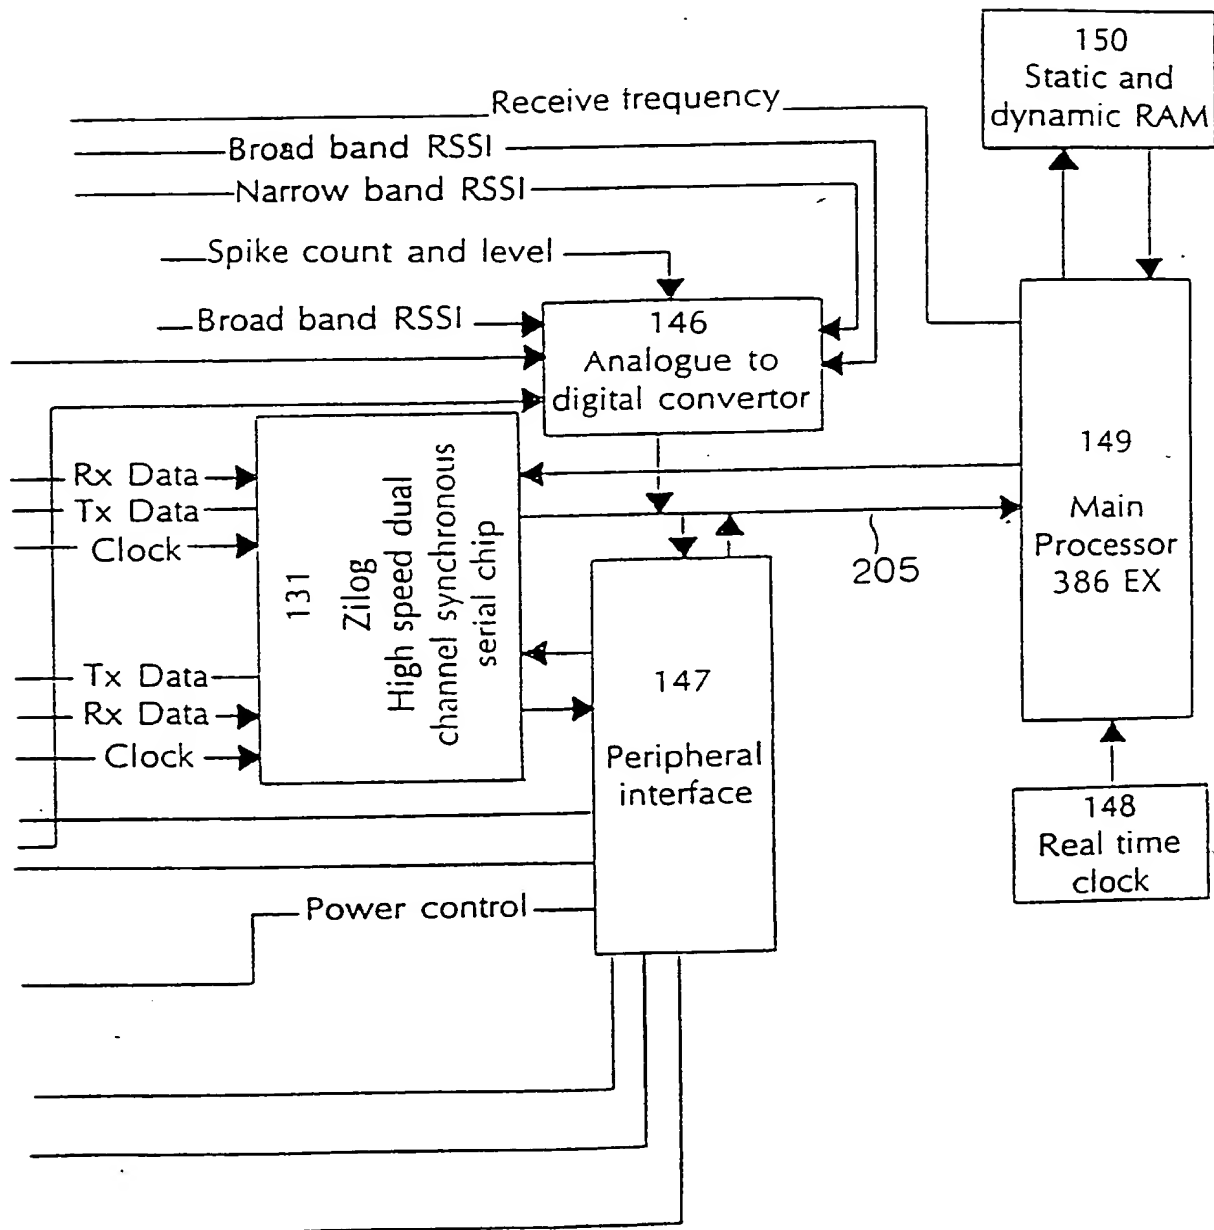 150
Static and
dynamic RAM
Receive frequency
Broad band RSSI
Narrow band RSSI
Spike count and level
Broad band RSSI
146
Analogue to
digital convertor
Rx Data
Tx Data
Clock
Tx Data
Rx Data
Clock
131
Zilog
High speed dual
channel synchronous
serial chip
149
Main
Processor
386 EX
205
147
Peripheral
interface
148
Real time
clock
Power control